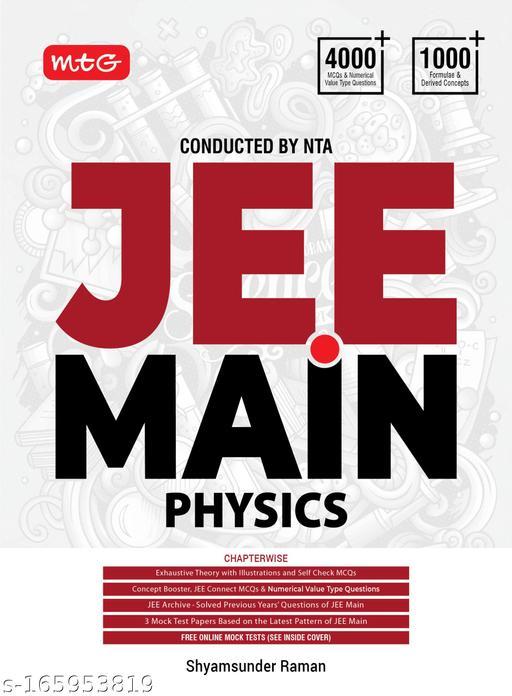 mtG
4000+
MCQs & Numerical
Value Type Questions
1000+
Formulae &
Derived Concepts
CONDUCTED BY NTA
JEE
MAiN
PHYSICS
CHAPTERWISE
Exhaustive Theory with Illustrations and Self Check MCQs
Concept Booster, JEE Connect MCQs & Numerical Value Type Questions
JEE Archive - Solved Previous Years' Questions of JEE Main
3 Mock Test Papers Based on the Latest Pattern of JEE Main
FREE ONLINE MOCK TESTS (SEE INSIDE COVER)
Shyamsunder Raman
s-165953819